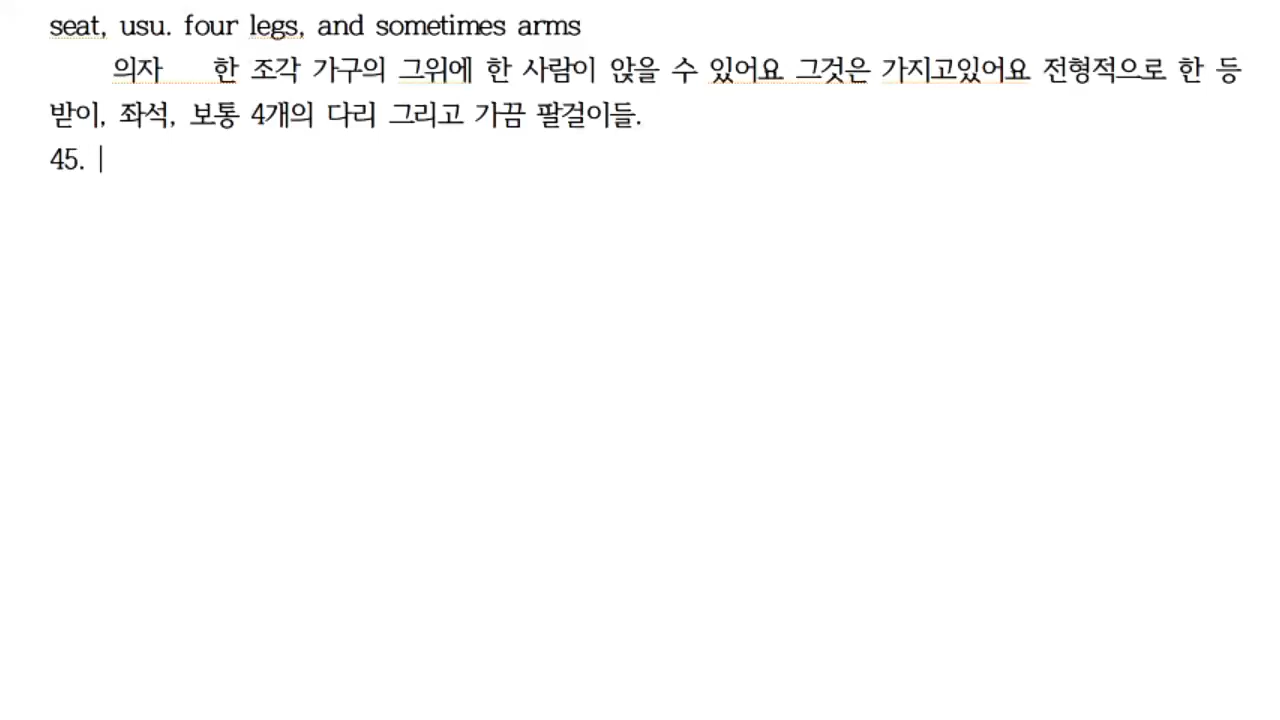 seat, usu. four legs, and sometimes arms
의자 한 조각 가구의 그위에 한 사람이 앉을 수 있어요 그것은 가지고있어요 전형적으로 한 등
받이, 좌석, 보통 4개의 다리 그리고 가끔 팔걸이들.
45.